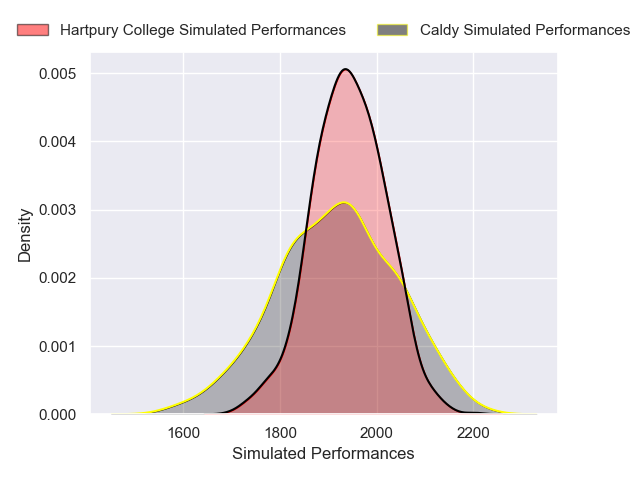 Hartpury College Simulated Performances
Caldy Simulated Performances
0.005
0.004
0.003
0.002
0.001
0.000
Density
1600
1800
2000
2200
Simulated Performances